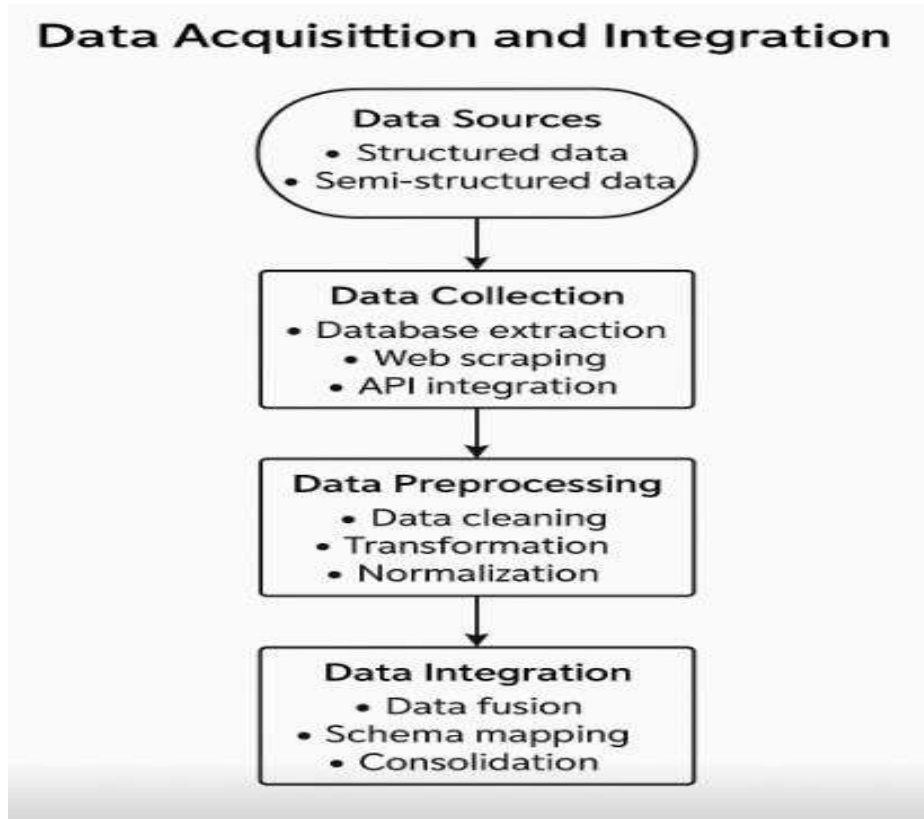 Data Acquisittion and Integration
Data Sources
• Structured data
• Semi-structured data
Data Collection
• Database extraction
• Web scraping
• API integration
Data Preprocessing
• Data cleaning
• Transformation
• Normalization
Data Integration
• Data fusion
• Schema mapping
• Consolidation